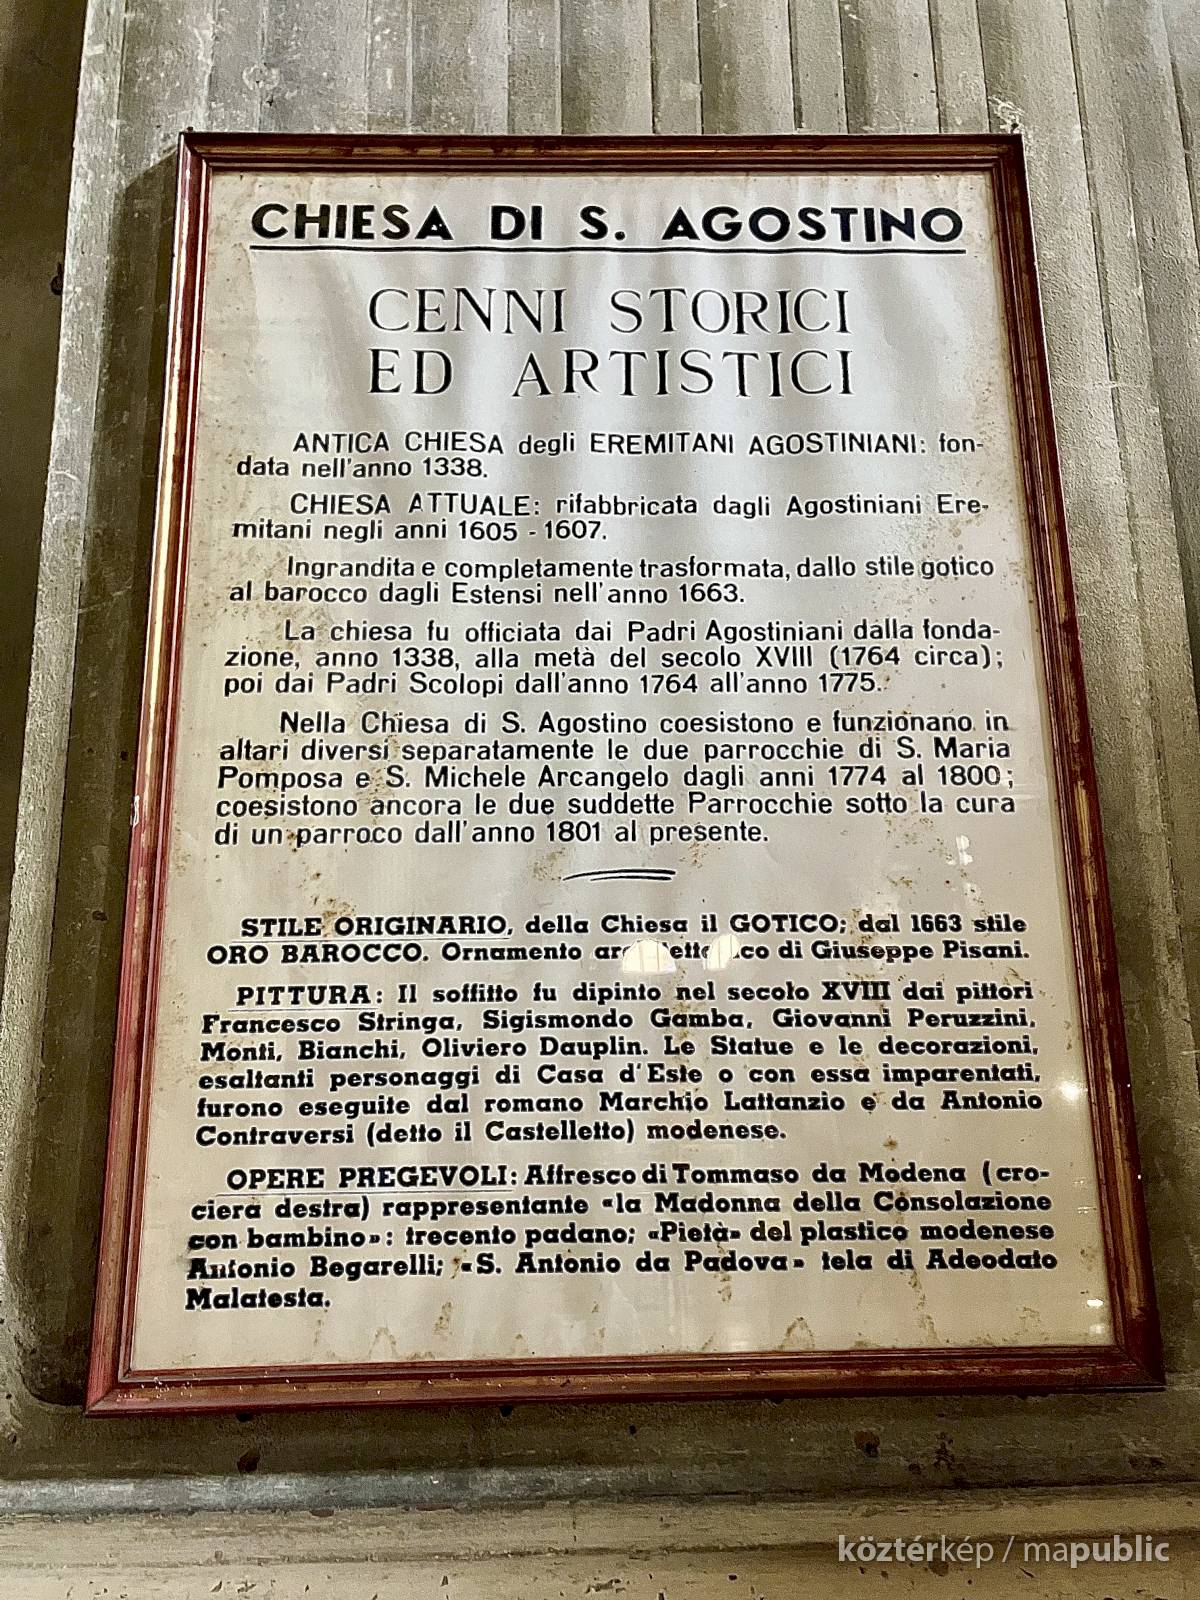 CHIESA DI S. AGOSTINO
CENNI STORICI
ED ARTISTICI
ANTICA CHIESA degli EREMITANI AGOSTINIANI: fon-
data nell'anno 1338.
CHIESA ATTUALE: rifabbricata dagli Agostiniani Ere-
mitani negli anni 1605 - 1607.
Ingrandita e completamente trasformata, dallo stile gotico
al barocco dagli Estensi nell'anno 1663.
La chiesa fu officiata dai Padri Agostiniani dalla fonda-
zione, anno 1338, alla metà del secolo XVIII (1764 circa);
poi dai Padri Scolopi dall'anno 1764 all'anno 1775.
Nella Chiesa di S. Agostino coesistono e funzionano in
altari diversi separatamente le due parrocchie di S. Maria
Pomposa e S. Michele Arcangelo dagli anni 1774 al 1800;
coesistono ancora le due suddette Parrocchie sotto la cura
di un parroco dall'anno 1801 al presente.
STILE ORIGINARIO, della Chiesa il GOTICO; dal 1663 stile
ORO BAROCCO. Ornamento di Giuseppe Pisani.
PITTURA: Il soffitto fu dipinto nel secolo XVIII dai pittori
Francesco Stringa, Sigismondo Gamba, Giovanni Peruzzini,
Monti, Bianchi, Oliviero Dauplin. Le Statue e le decorazioni,
esaltanti personaggi di Casa d'Este o con essa imparentati,
furono eseguite dal romano Marchio Lattanzio e da Antonio
Contraversi (detto il Castelletto) modenese.
OPERE PREGEVOLI: Affresco di Tommaso da Modena (cro-
ciera destra) rappresentante «la Madonna della Consolazione
con bambino»: trecento padano; «Pietà» del plastico modenese
Antonio Begarelli; «S. Antonio da Padova» tela di Adeodato
Malatesta.
köztérkép / mapublic